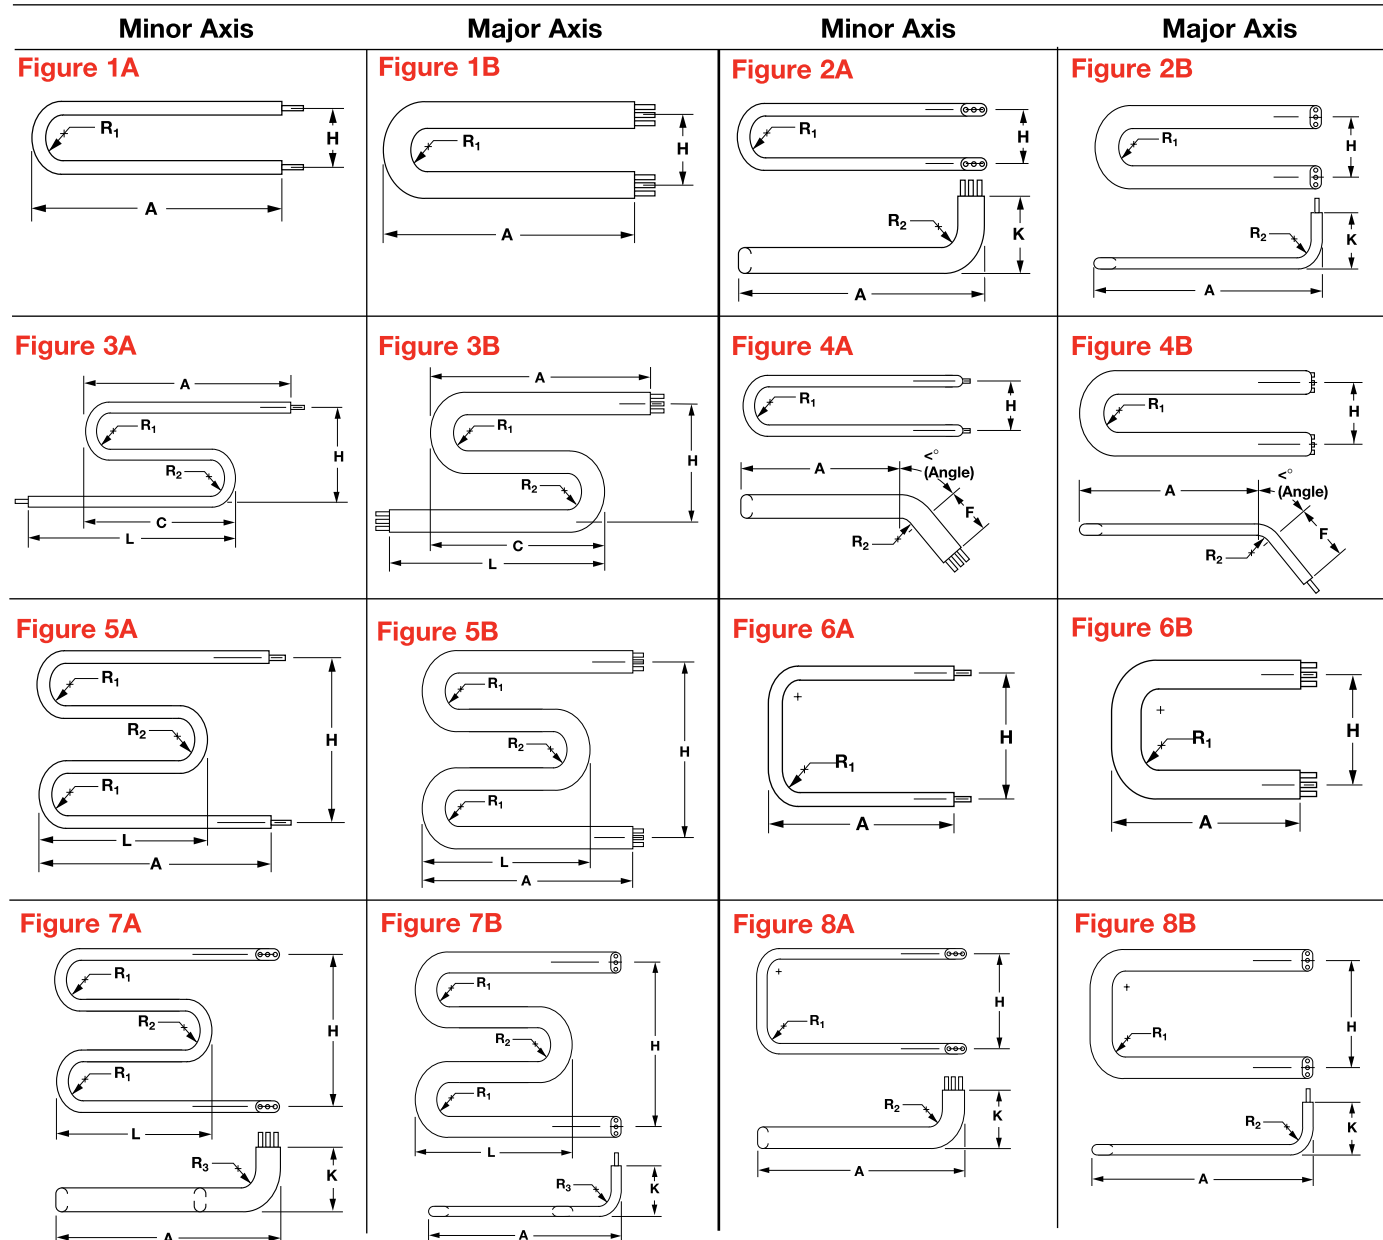 Minor Axis
Major Axis
Minor Axis
Major Axis
Figure 1A
R1
H
A
Figure 1B
R1
H
A
Figure 2A
R1
H
R2
K
A
Figure 2B
R1
H
R2
K
A
Figure 3A
A
R1
H
R2
C
L
Figure 3B
A
R1
H
R2
C
L
Figure 4A
R1
H
A
<°
(Angle)
F
R2
Figure 4B
R1
H
A
<°
(Angle)
F
R2
Figure 5A
R1
R2
H
R1
L
A
Figure 5B
R1
R2
H
R1
L
A
Figure 6A
H
R1
A
Figure 6B
H
R1
A
Figure 7A
R1
R2
H
R1
L
R3
K
A
Figure 7B
R1
R2
H
R1
L
R3
K
A
Figure 8A
H
R1
R2
K
A
Figure 8B
H
R1
R2
K
A